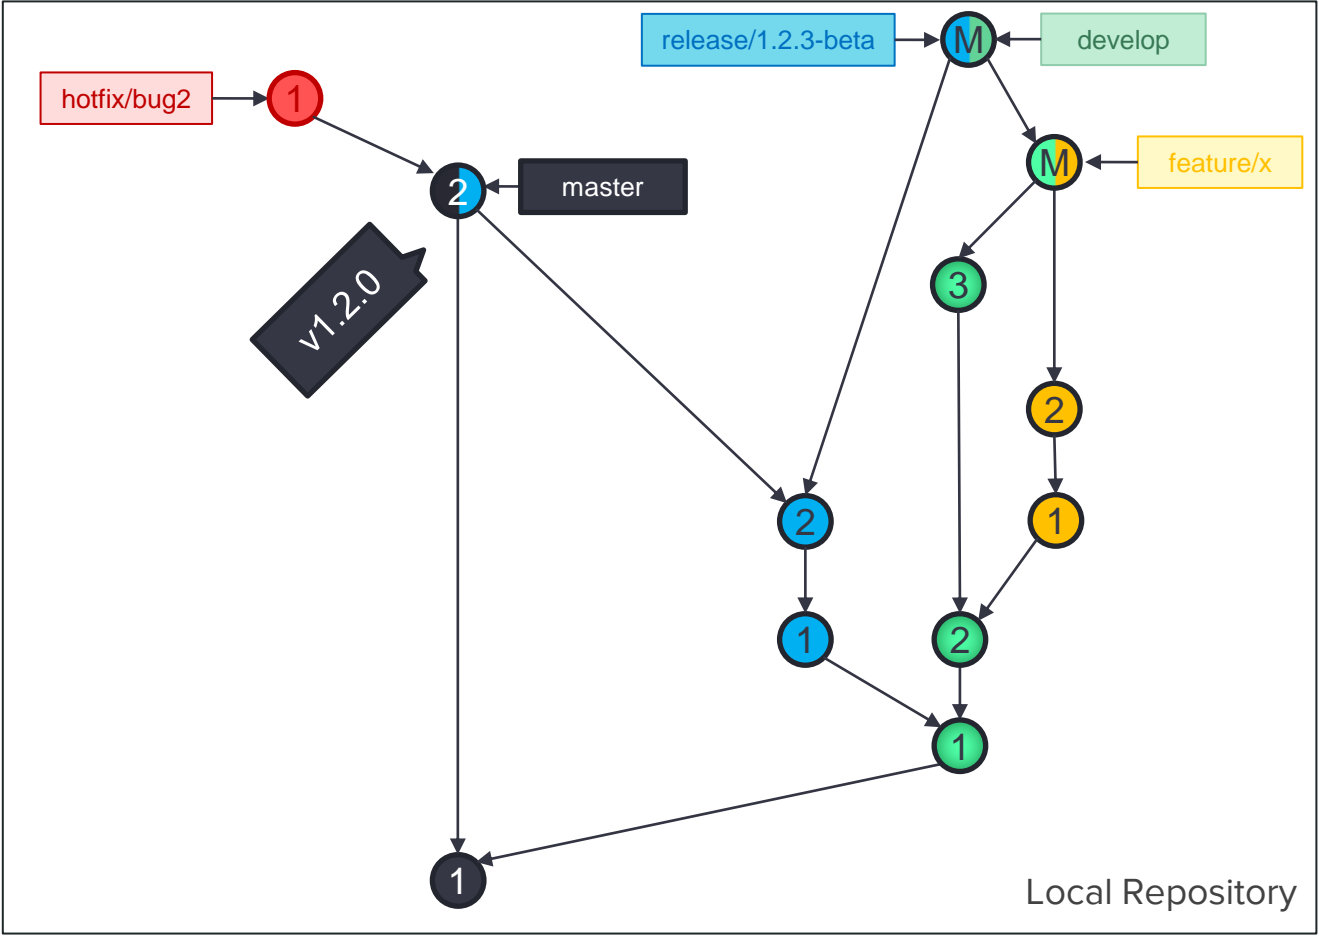 release/1.2.3-beta
M
develop
hotfix/bug2
1
M
feature/x
2
master
v1.2.0
3
2
2
1
1
2
1
1
Local Repository